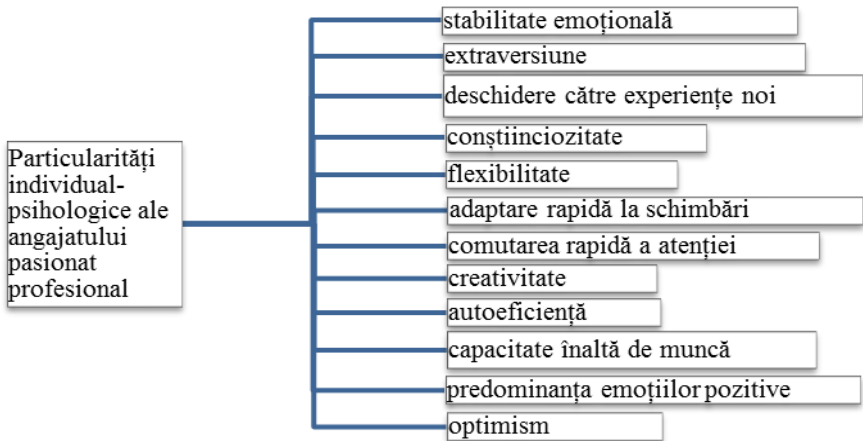 Particularități
individual-
psihologice ale
angajatului
pasionat
profesional
stabilitate emoțională
extraversiune
deschidere către experiențe noi
conștiinciozitate
flexibilitate
adaptare rapidă la schimbări
comutarea rapidă a atenției
creativitate
autoeficiență
capacitate înaltă de muncă
predominanța emoțiilor pozitive
optimism